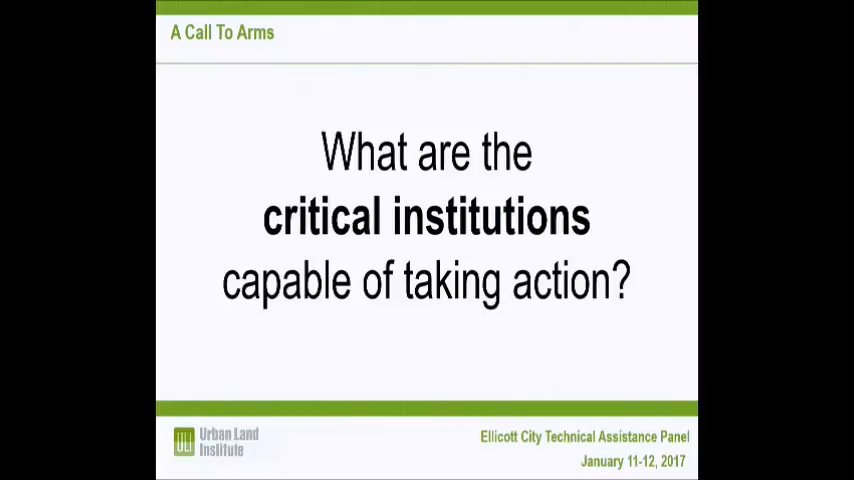 A Call To Arms
What are the
critical institutions
capable of taking action?
ULI Urban Land
Institute
Ellicott City Technical Assistance Panel
January 11-12, 2017